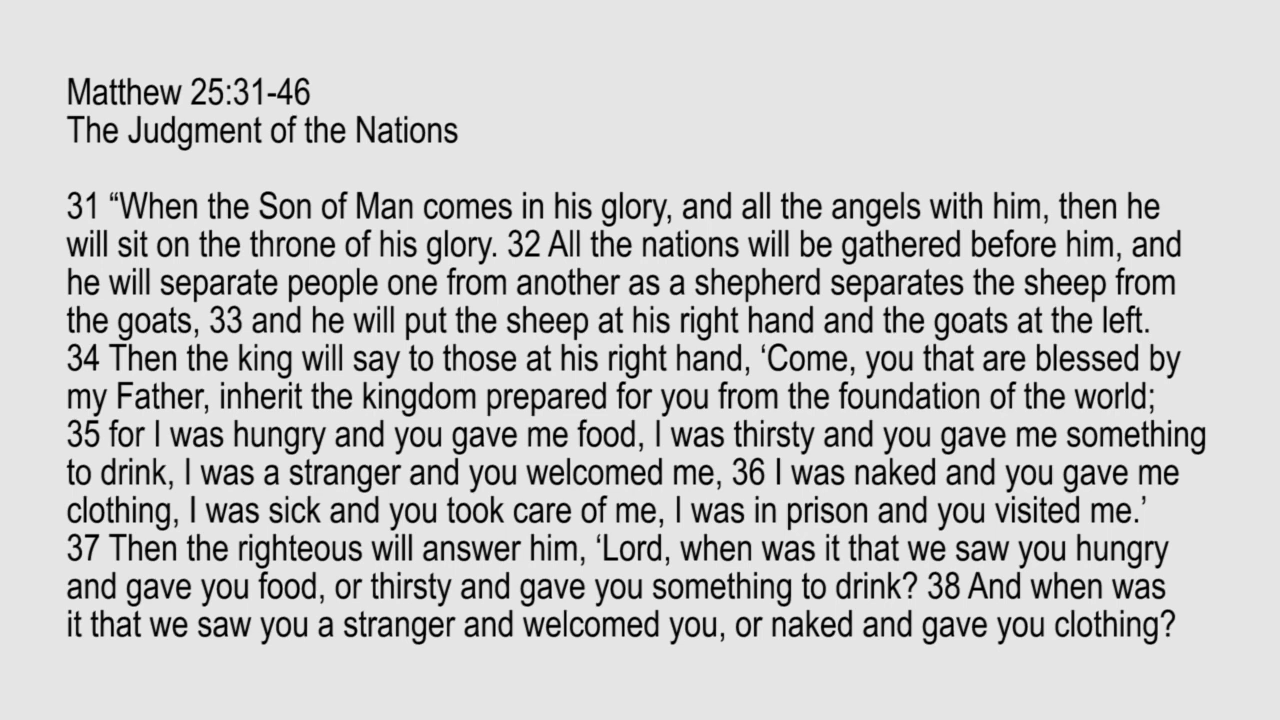 Matthew 25:31-46
The Judgment of the Nations
31 “When the Son of Man comes in his glory, and all the angels with him, then he
will sit on the throne of his glory. 32 All the nations will be gathered before him, and
he will separate people one from another as a shepherd separates the sheep from
the goats, 33 and he will put the sheep at his right hand and the goats at the left.
34 Then the king will say to those at his right hand, ‘Come, you that are blessed by
my Father, inherit the kingdom prepared for you from the foundation of the world;
35 for I was hungry and you gave me food, I was thirsty and you gave me something
to drink, I was a stranger and you welcomed me, 36 I was naked and you gave me
clothing, I was sick and you took care of me, I was in prison and you visited me.’
37 Then the righteous will answer him, ‘Lord, when was it that we saw you hungry
and gave you food, or thirsty and gave you something to drink? 38 And when was
it that we saw you a stranger and welcomed you, or naked and gave you clothing?